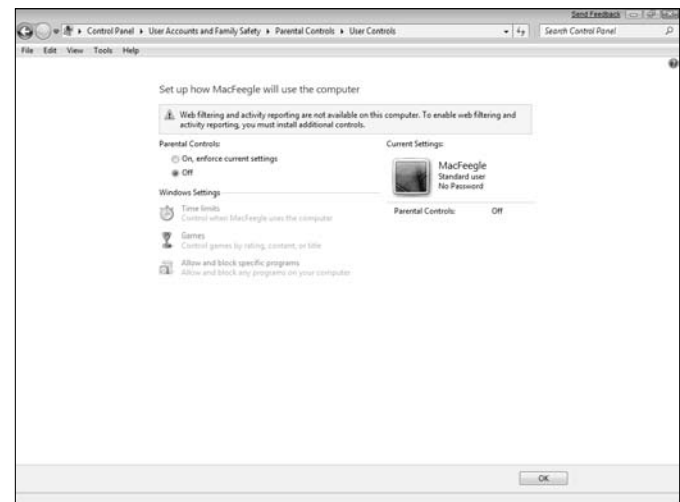 Send Feedback
Control Panel ▸ User Accounts and Family Safety ▸ Parental Controls ▸ User Controls
Search Control Panel
File Edit View Tools Help
Set up how MacFeegle will use the computer
Web filtering and activity reporting are not available on this computer. To enable web filtering and
activity reporting, you must install additional controls.
Parental Controls:
On, enforce current settings
Off
Windows Settings
Time limits
Control when MacFeegle uses the computer
Games
Control games by rating, content, or title
Allow and block specific programs
Allow and block any programs on your computer
Current Settings:
MacFeegle
Standard user
No Password
Parental Controls: Off
OK